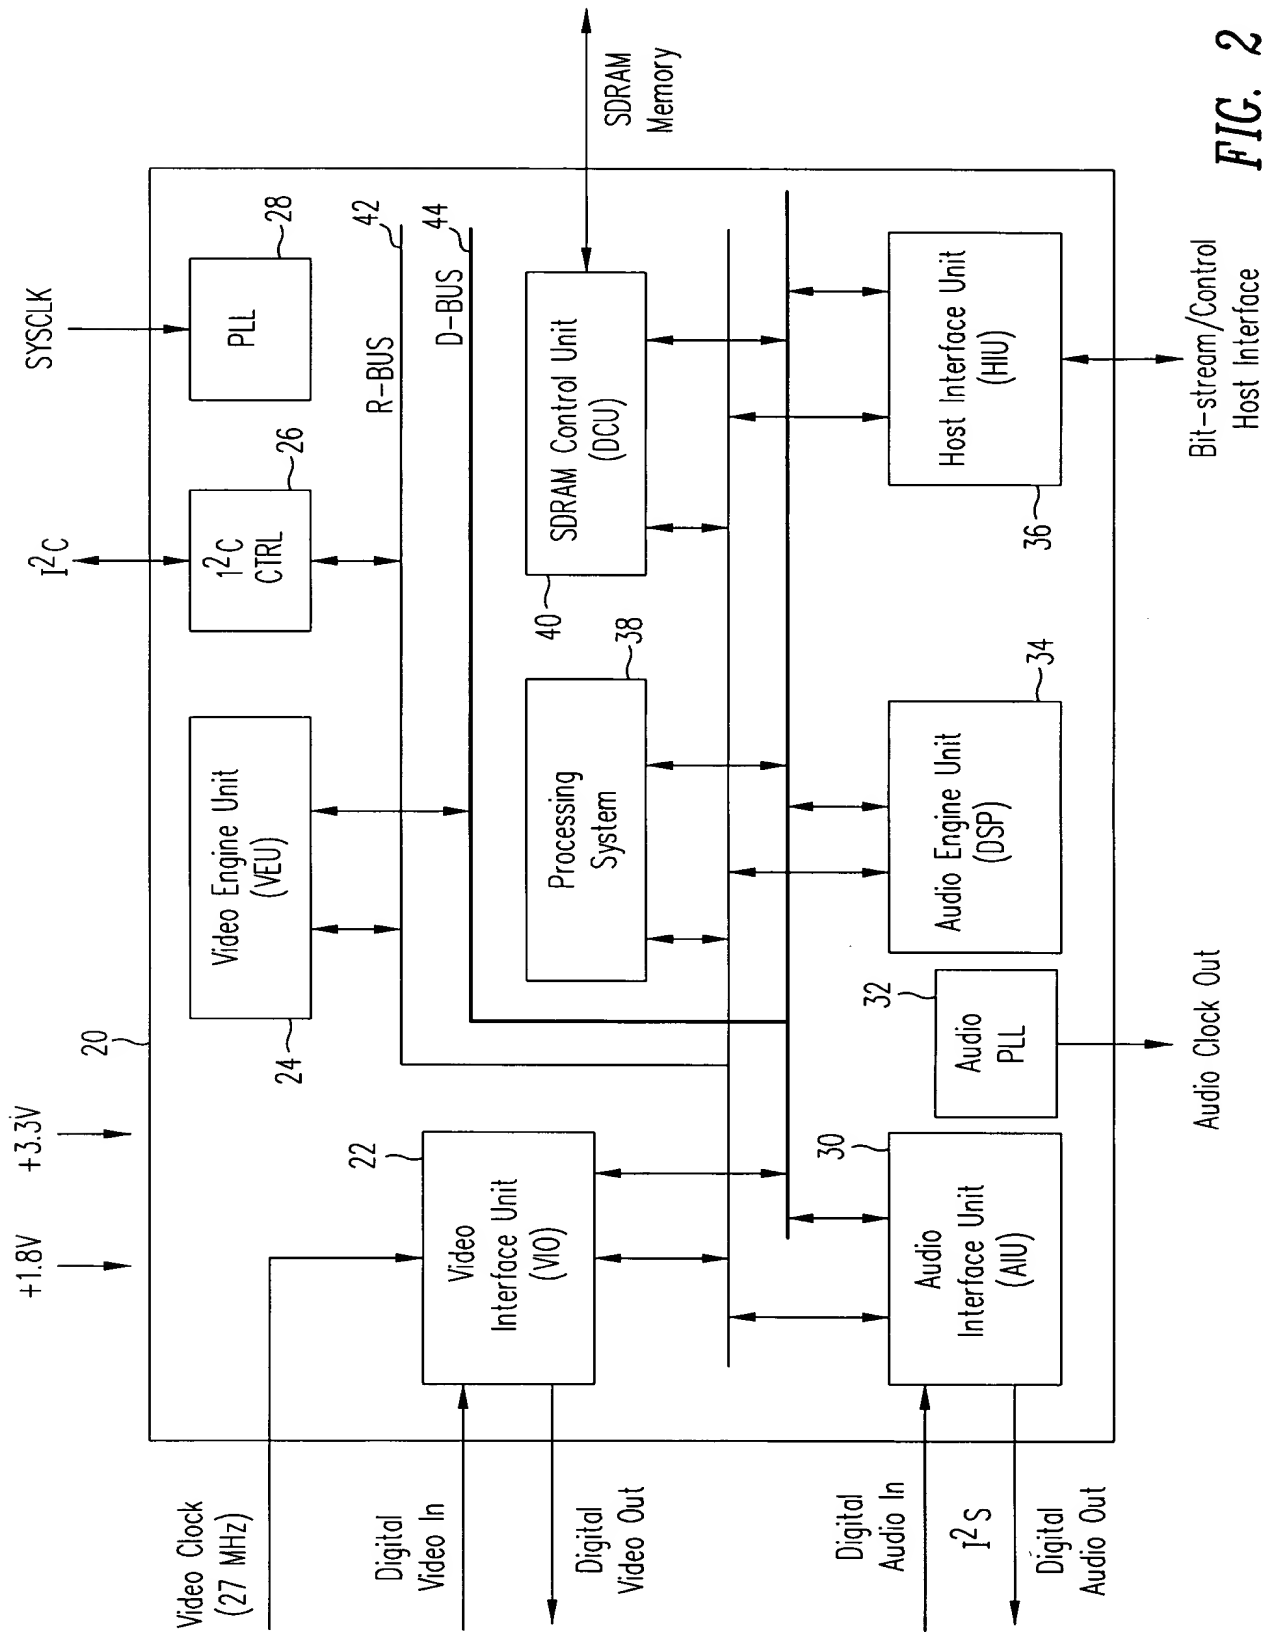 +1.8V
+3.3V
20
I²C
SYSCLK
Video Engine Unit
(VEU)
24
1²C
CTRL
26
PLL
28
Video Clock
(27 MHz)
R-BUS
42
D-BUS
44
Digital
Video In
Video
Interface Unit
(VIO)
22
Digital
Video Out
Processing
System
38
SDRAM Control Unit
(DCU)
40
SDRAM
Memory
Digital
Audio In
I²S
Digital
Audio Out
Audio
Interface Unit
(AIU)
30
Audio
PLL
32
Audio Engine Unit
(DSP)
34
Host Interface Unit
(HIU)
36
Audio Clock Out
Bit-stream/Control
Host Interface
FIG. 2